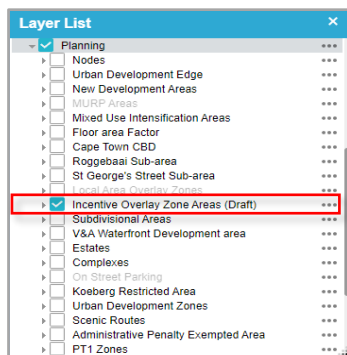 Layer List
Planning
Nodes
Urban Development Edge
New Development Areas
MURP Areas
Mixed Use Intensification Areas
Floor area Factor
Cape Town CBD
Roggebaai Sub-area
St George's Street Sub-area
Local Area Overlay Zones
Incentive Overlay Zone Areas (Draft)
Subdivisional Areas
V&A Waterfront Development area
Estates
Complexes
On Street Parking
Koeberg Restricted Area
Urban Development Zones
Scenic Routes
Administrative Penalty Exempted Area
PT1 Zones